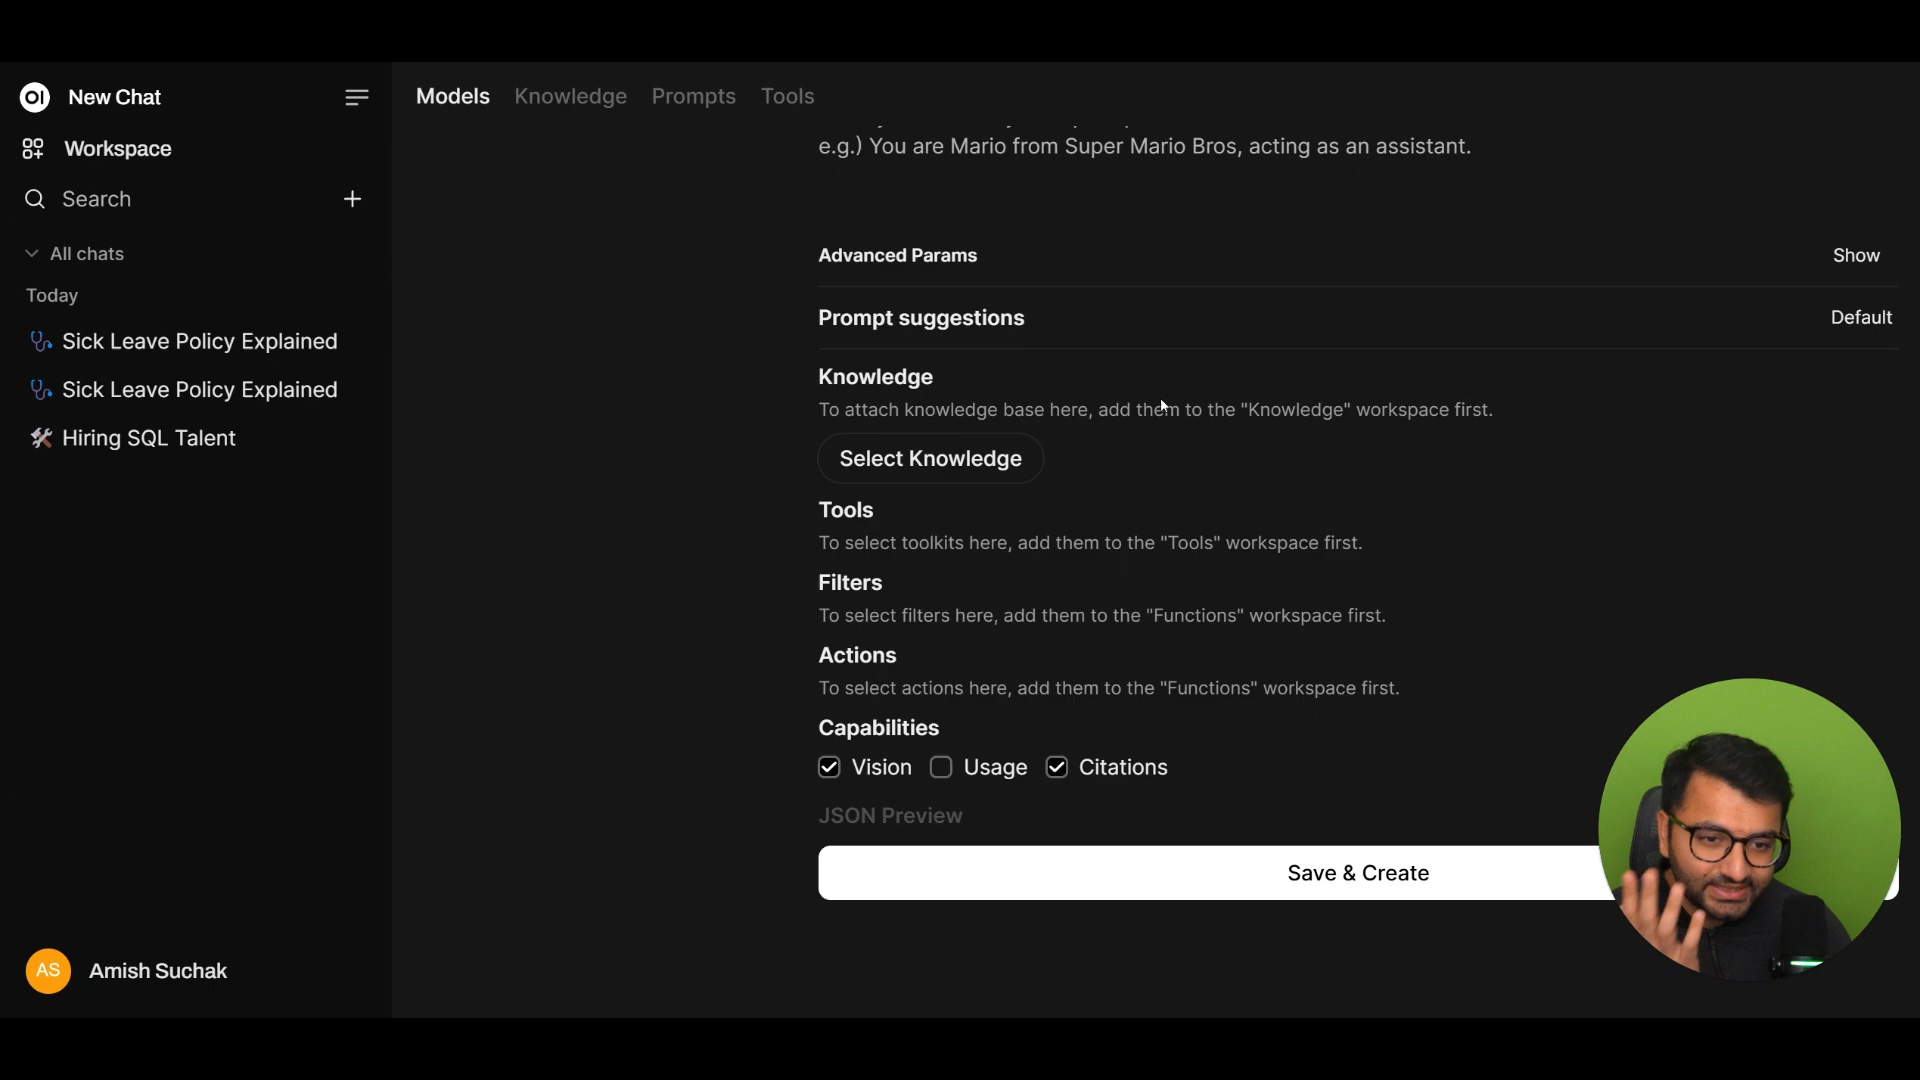 OI New Chat
Models Knowledge Prompts Tools
e.g.) You are Mario from Super Mario Bros, acting as an assistant.
Workspace
Search
All chats
Today
Sick Leave Policy Explained
Sick Leave Policy Explained
Hiring SQL Talent
Advanced Params Show
Prompt suggestions Default
Knowledge
To attach knowledge base here, add them to the "Knowledge" workspace first.
Select Knowledge
Tools
To select toolkits here, add them to the "Tools" workspace first.
Filters
To select filters here, add them to the "Functions" workspace first.
Actions
To select actions here, add them to the "Functions" workspace first.
Capabilities
Vision Usage Citations
JSON Preview
Save & Create
AS Amish Suchak